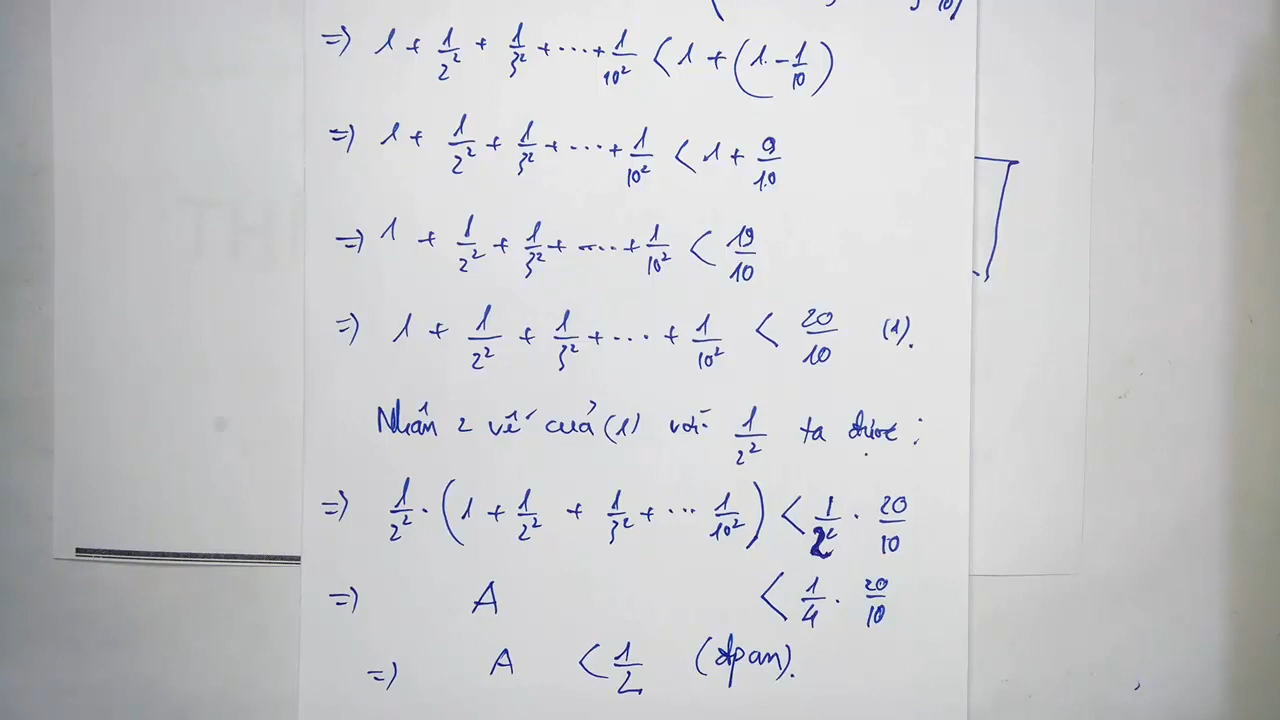 => 1 + 1/2² + 1/3² + ... + 1/10² < 1 + (1 - 1/10)
=> 1 + 1/2² + 1/3² + ... + 1/10² < 1 + 9/10
=> 1 + 1/2² + 1/3² + ... + 1/10² < 19/10
=> 1 + 1/2² + 1/3² + ... + 1/10² < 20/10 (1).
Nhân 2 vế của (1) với 1/2² ta được:
=> 1/2² . (1 + 1/2² + 1/3² + ... 1/10²) < 1/2² . 20/10
=> A < 1/4 . 20/10
=> A < 1/2 (đpcm).